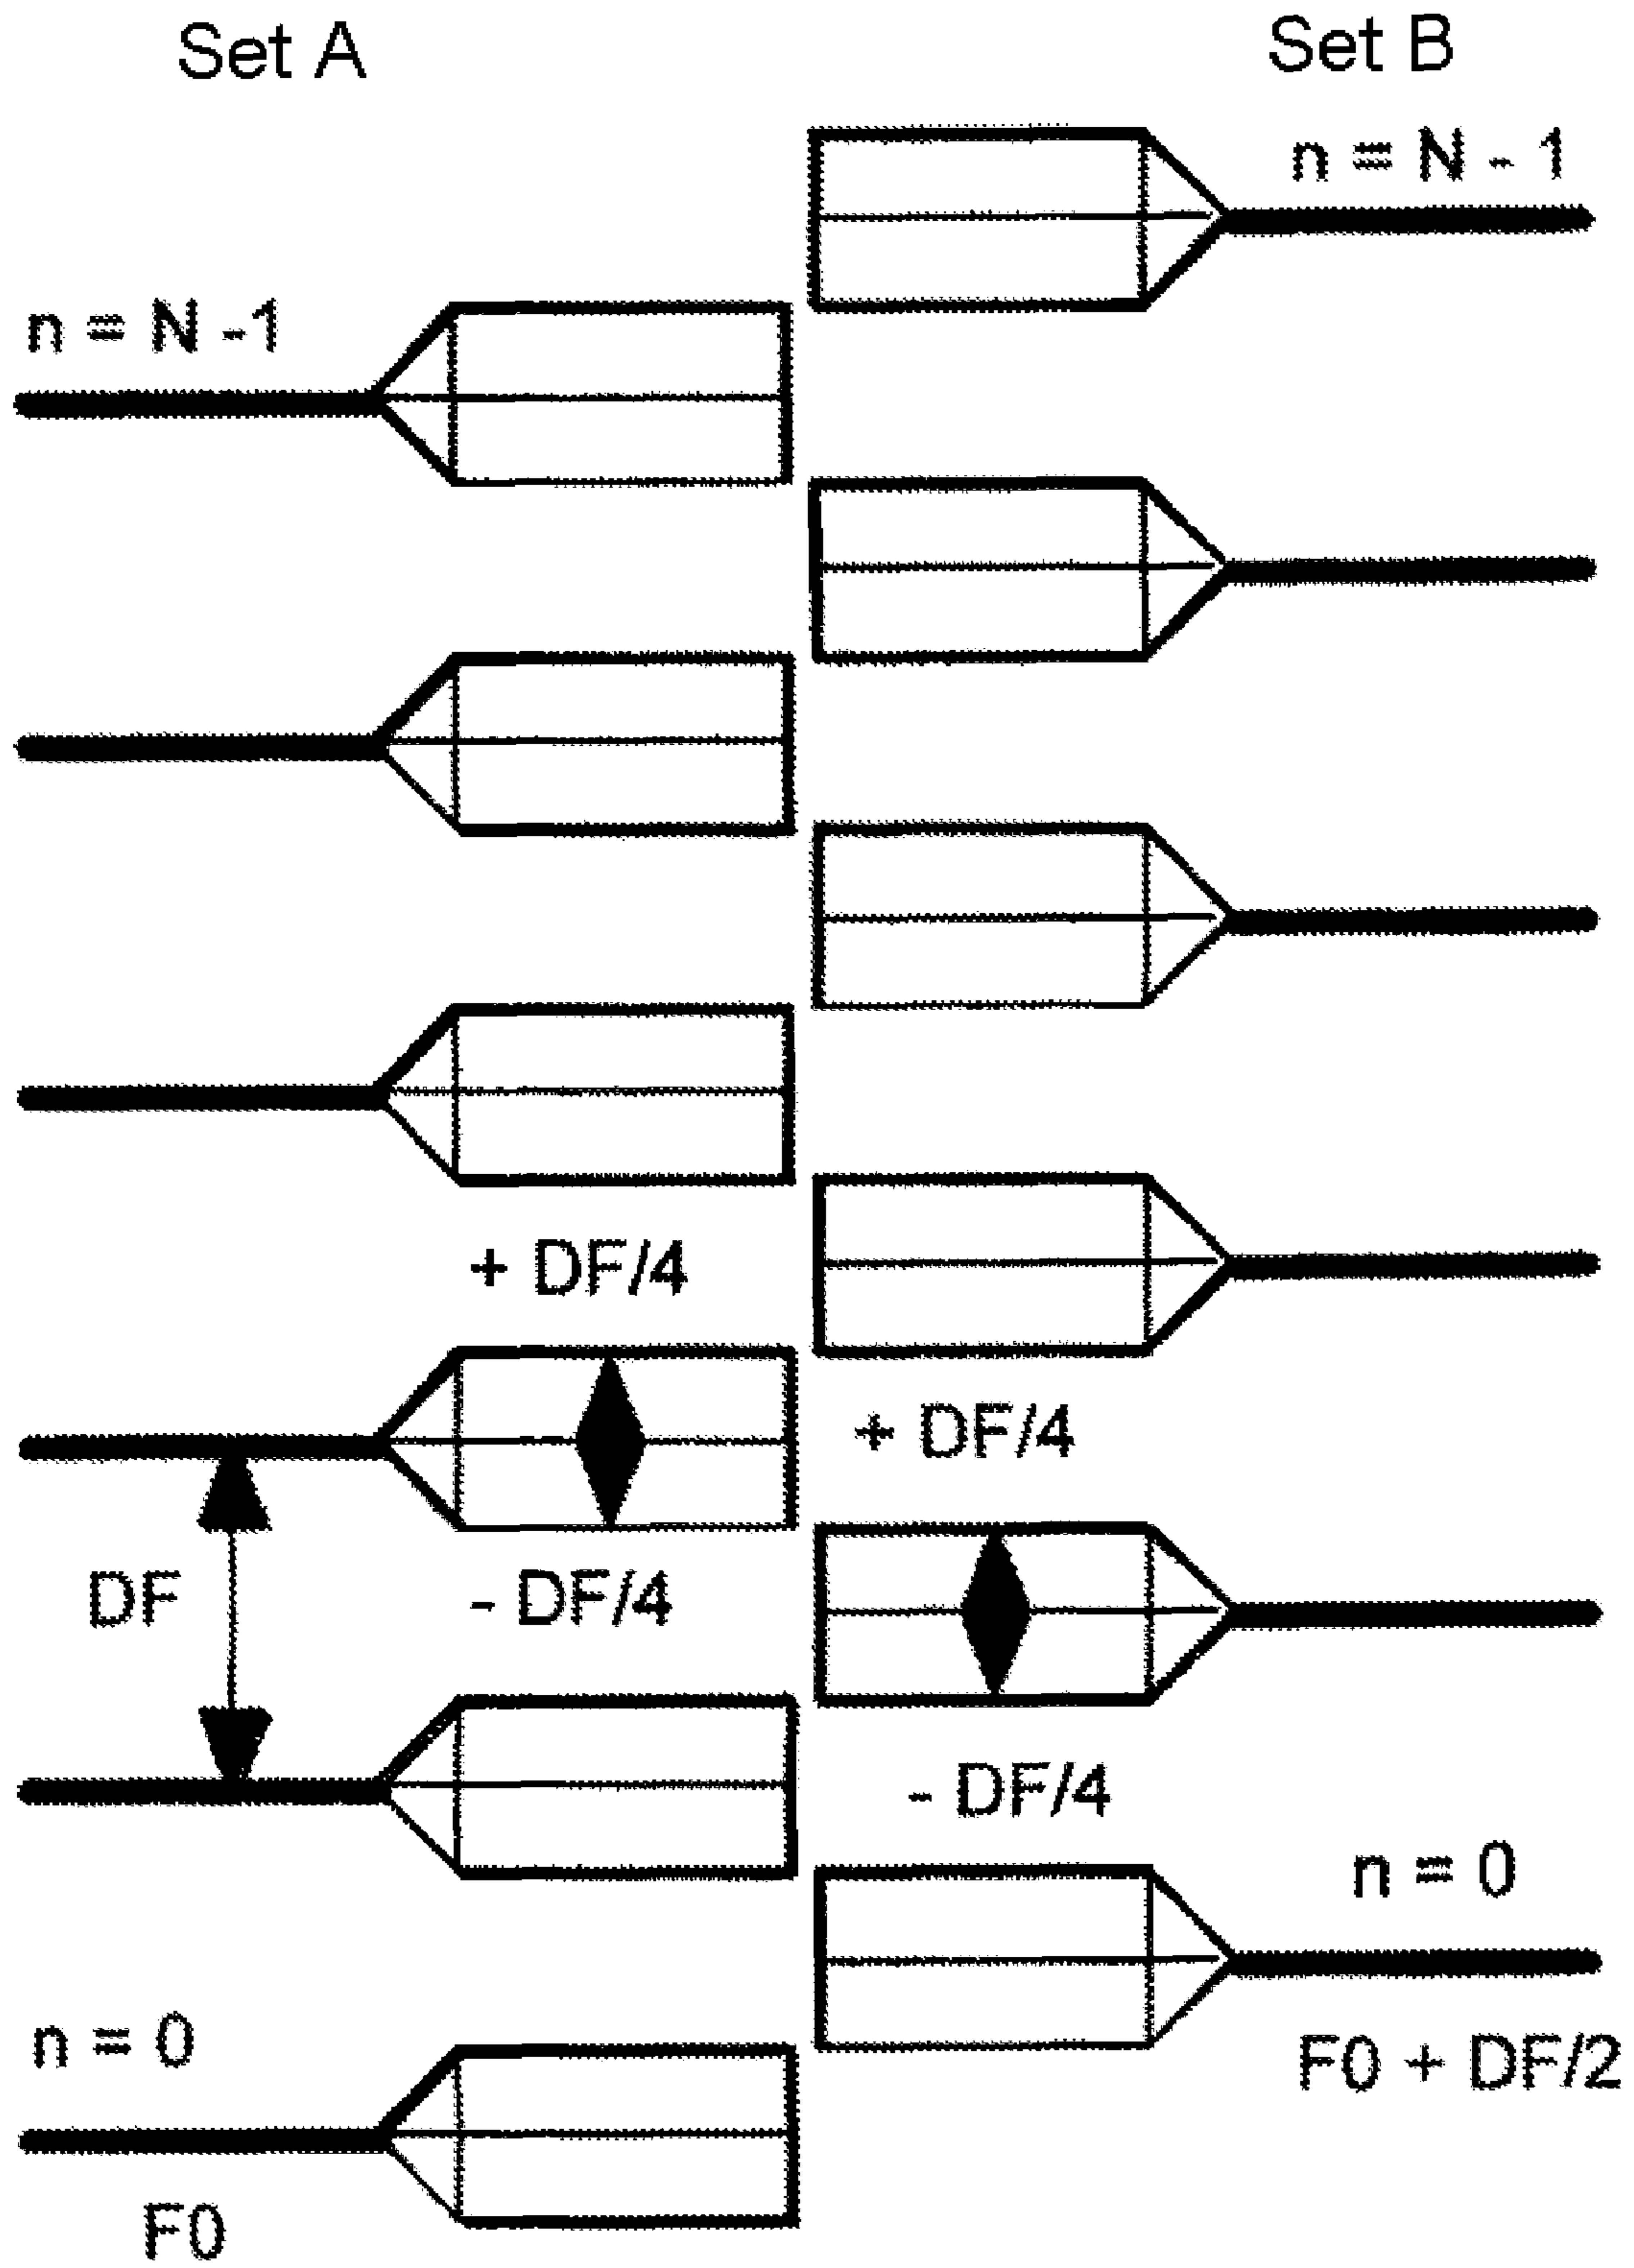 Set A
Set B
n = N - 1
n = N -1
+ DF/4
+ DF/4
DF
- DF/4
- DF/4
n = 0
n = 0
F0 + DF/2
F0